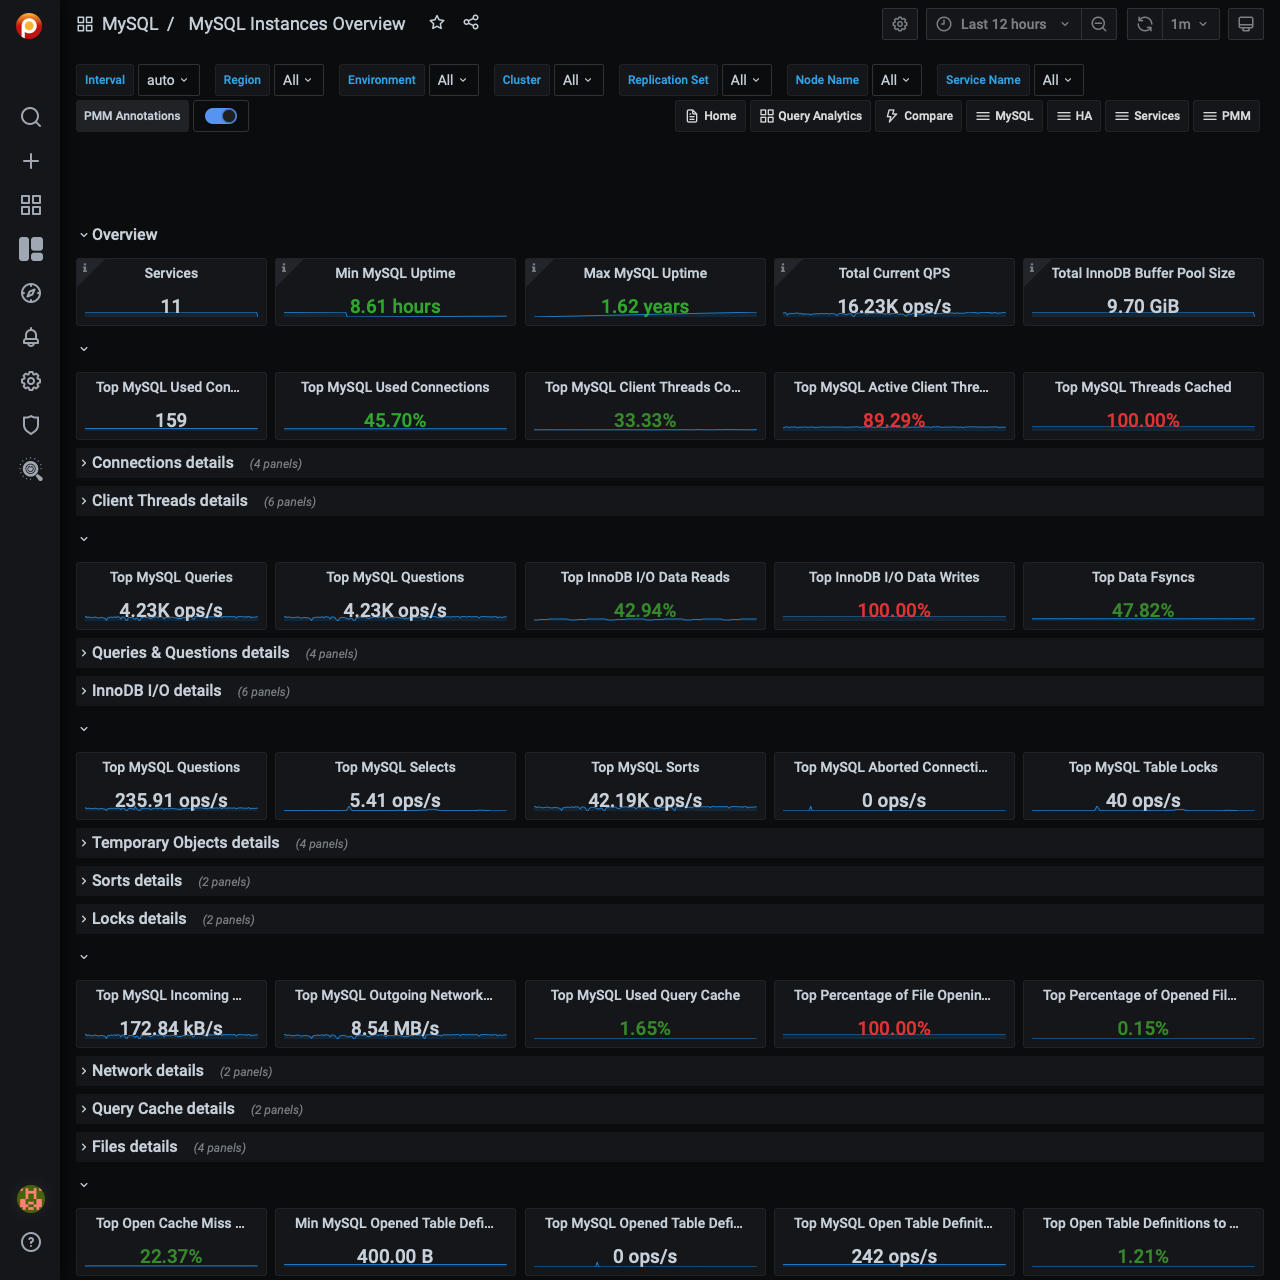 MySQL / MySQL Instances Overview
Last 12 hours
1m
Interval auto Region All Environment All Cluster All Replication Set All Node Name All Service Name All
PMM Annotations
Home Query Analytics Compare MySQL HA Services PMM
Overview
Services Min MySQL Uptime Max MySQL Uptime Total Current QPS Total InnoDB Buffer Pool Size
11 8.61 hours 1.62 years 16.23K ops/s 9.70 GiB
Top MySQL Used Con... Top MySQL Used Connections Top MySQL Client Threads Co... Top MySQL Active Client Thre... Top MySQL Threads Cached
159 45.70% 33.33% 89.29% 100.00%
Connections details (4 panels)
Client Threads details (6 panels)
Top MySQL Queries Top MySQL Questions Top InnoDB I/O Data Reads Top InnoDB I/O Data Writes Top Data Fsyncs
4.23K ops/s 4.23K ops/s 42.94% 100.00% 47.82%
Queries & Questions details (4 panels)
InnoDB I/O details (6 panels)
Top MySQL Questions Top MySQL Selects Top MySQL Sorts Top MySQL Aborted Connecti... Top MySQL Table Locks
235.91 ops/s 5.41 ops/s 42.19K ops/s 0 ops/s 40 ops/s
Temporary Objects details (4 panels)
Sorts details (2 panels)
Locks details (2 panels)
Top MySQL Incoming ... Top MySQL Outgoing Network... Top MySQL Used Query Cache Top Percentage of File Openin... Top Percentage of Opened Fil...
172.84 kB/s 8.54 MB/s 1.65% 100.00% 0.15%
Network details (2 panels)
Query Cache details (2 panels)
Files details (4 panels)
Top Open Cache Miss ... Min MySQL Opened Table Defi... Top MySQL Opened Table Defi... Top MySQL Open Table Definit... Top Open Table Definitions to ...
22.37% 400.00 B 0 ops/s 242 ops/s 1.21%